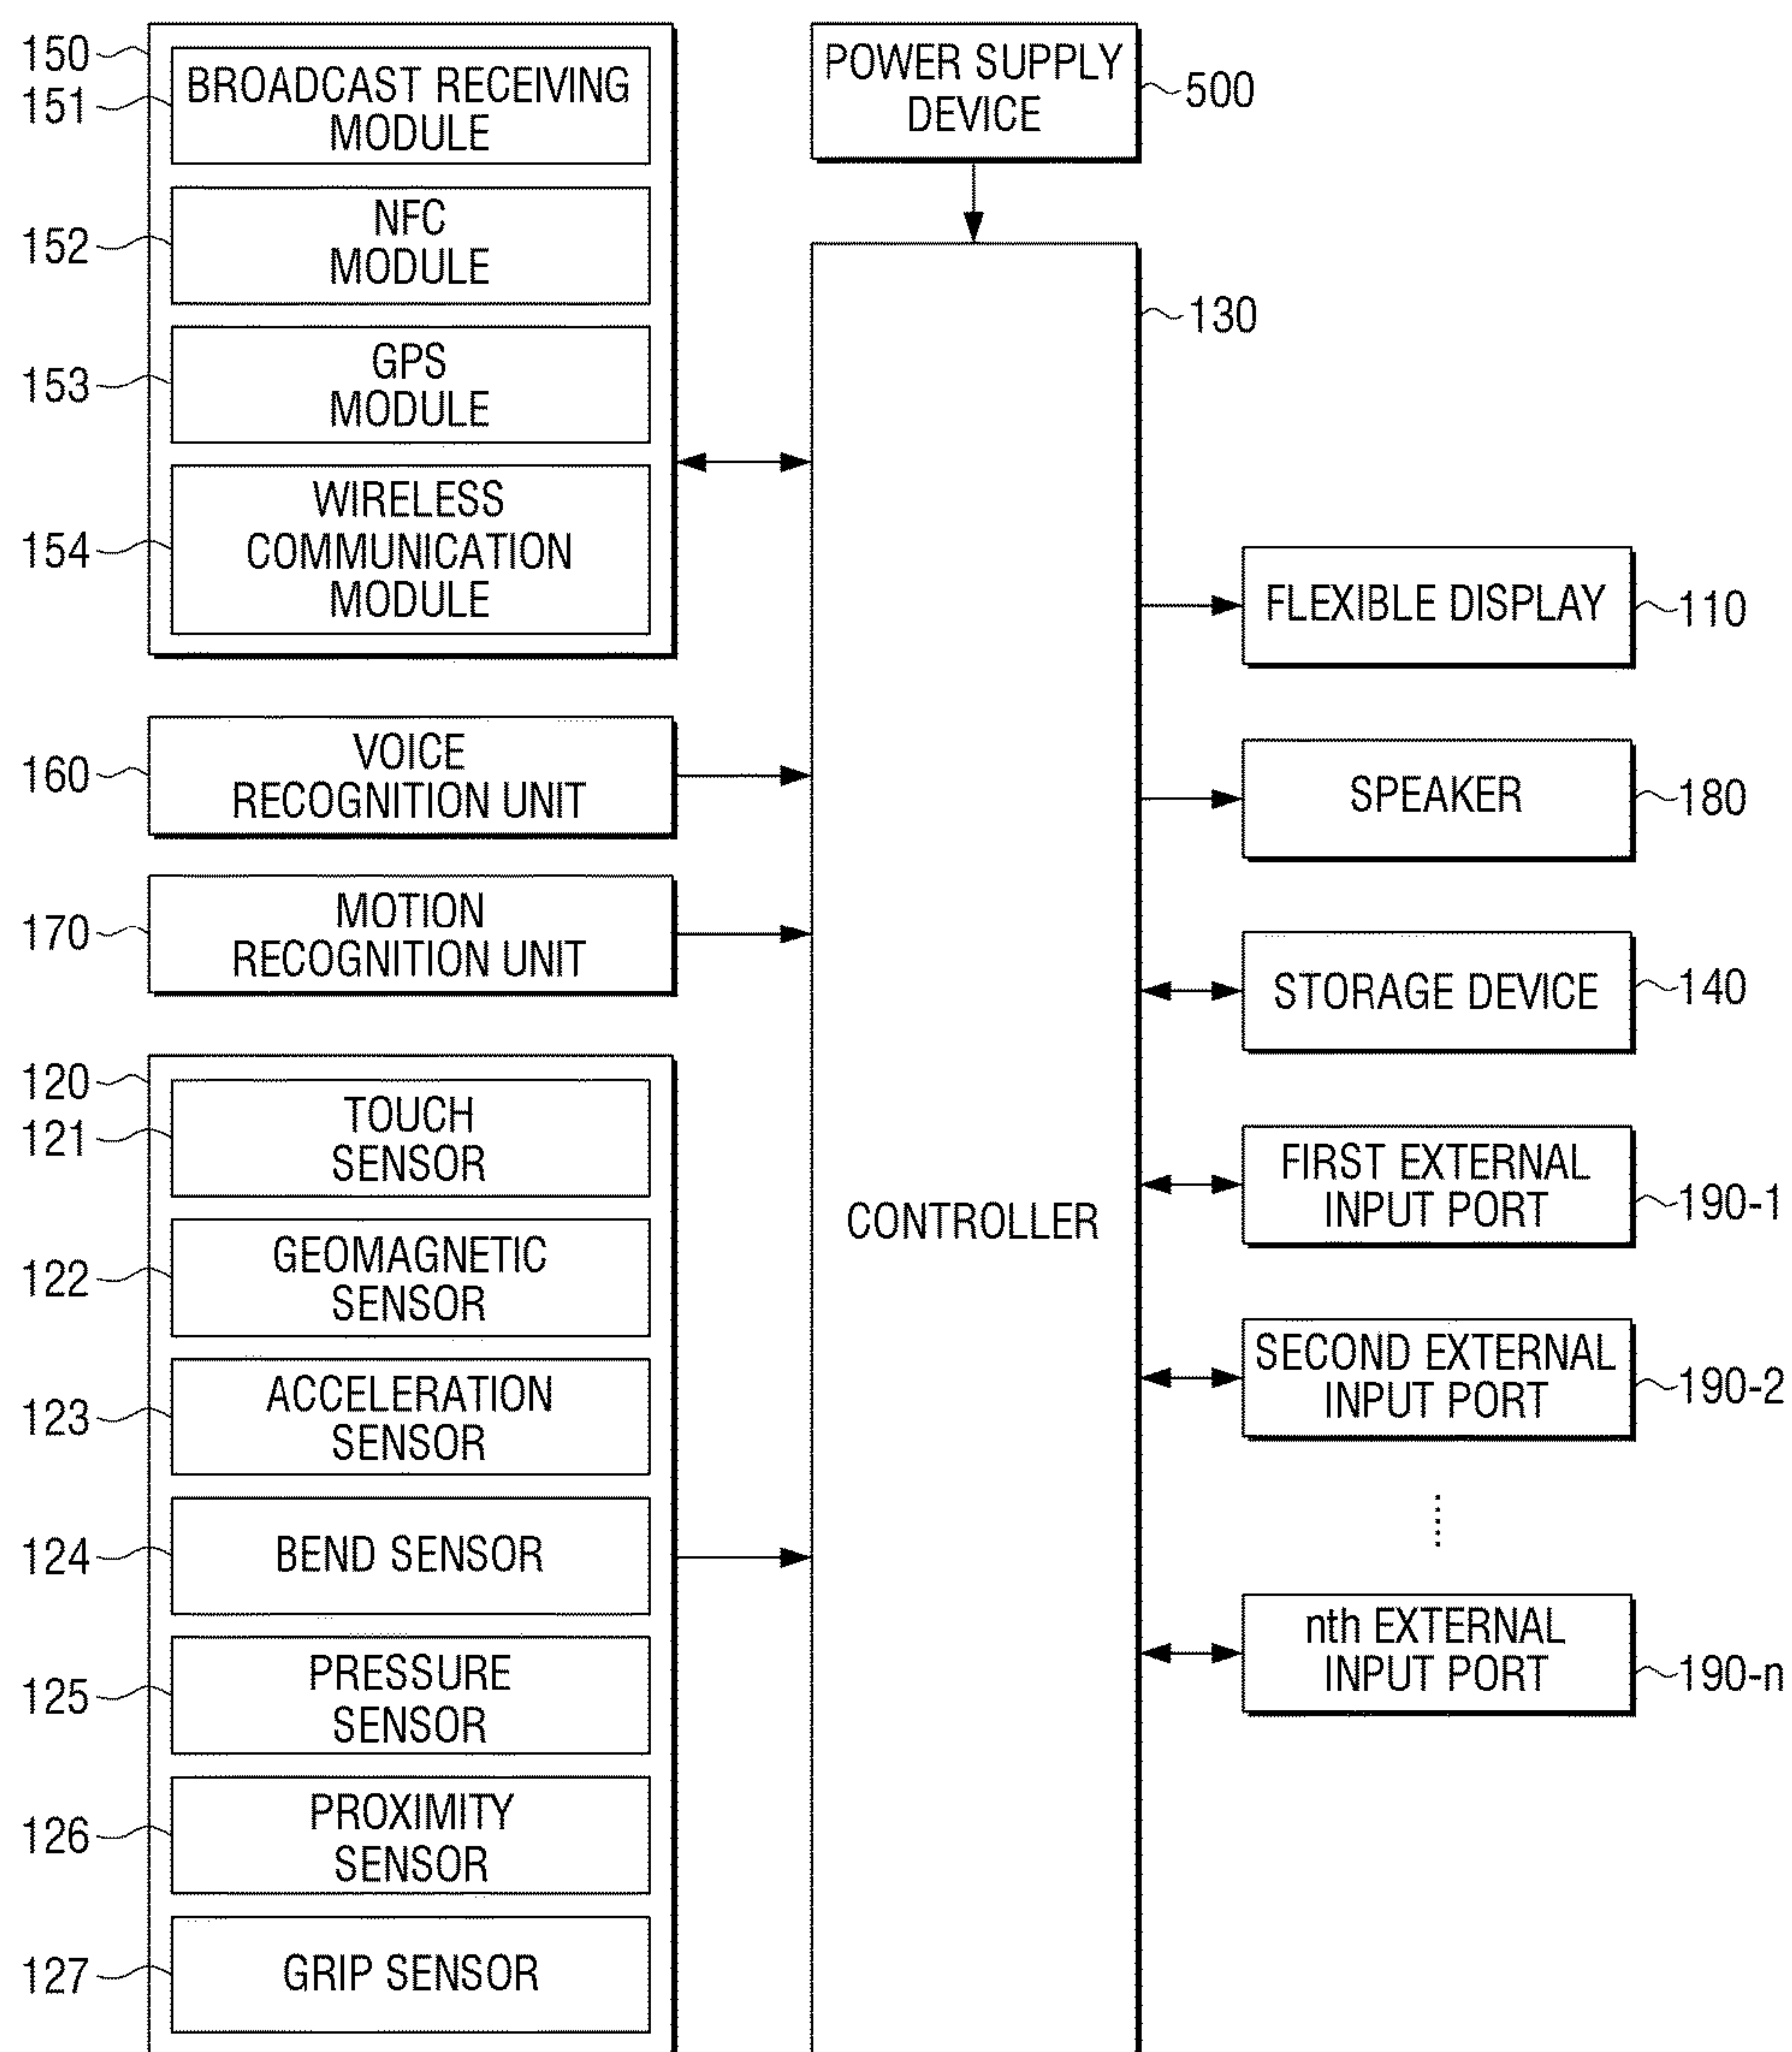 150
151
BROADCAST RECEIVING
MODULE
152
NFC
MODULE
153
GPS
MODULE
154
WIRELESS
COMMUNICATION
MODULE
160
VOICE
RECOGNITION UNIT
170
MOTION
RECOGNITION UNIT
120
121
TOUCH
SENSOR
122
GEOMAGNETIC
SENSOR
123
ACCELERATION
SENSOR
124
BEND SENSOR
125
PRESSURE
SENSOR
126
PROXIMITY
SENSOR
127
GRIP SENSOR
POWER SUPPLY
DEVICE
500
130
CONTROLLER
FLEXIBLE DISPLAY
110
SPEAKER
180
STORAGE DEVICE
140
FIRST EXTERNAL
INPUT PORT
190-1
SECOND EXTERNAL
INPUT PORT
190-2
nth EXTERNAL
INPUT PORT
190-n